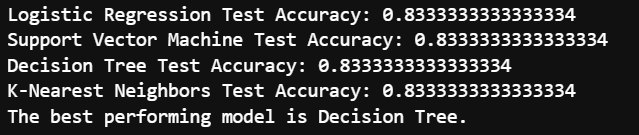 Logistic Regression Test Accuracy: 0.8333333333333334
Support Vector Machine Test Accuracy: 0.8333333333333334
Decision Tree Test Accuracy: 0.8333333333333334
K-Nearest Neighbors Test Accuracy: 0.8333333333333334
The best performing model is Decision Tree.